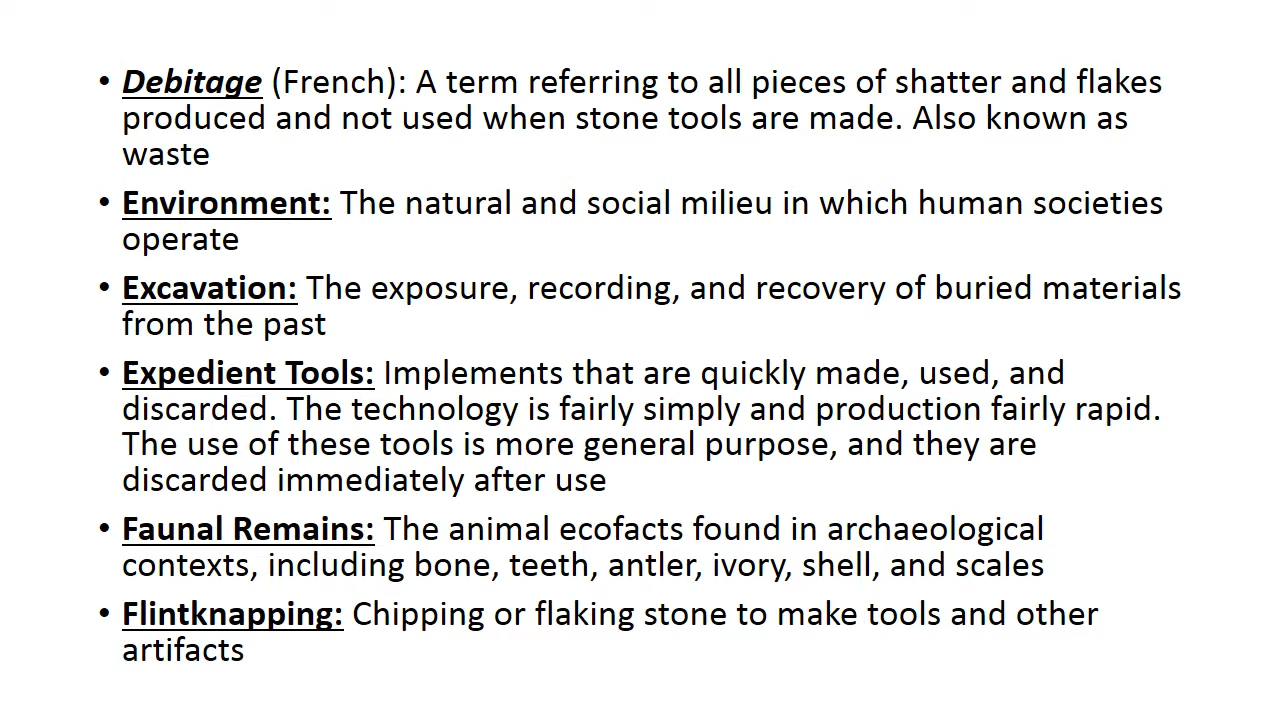 • Debitage (French): A term referring to all pieces of shatter and flakes
produced and not used when stone tools are made. Also known as
waste
• Environment: The natural and social milieu in which human societies
operate
• Excavation: The exposure, recording, and recovery of buried materials
from the past
• Expedient Tools: Implements that are quickly made, used, and
discarded. The technology is fairly simply and production fairly rapid.
The use of these tools is more general purpose, and they are
discarded immediately after use
• Faunal Remains: The animal ecofacts found in archaeological
contexts, including bone, teeth, antler, ivory, shell, and scales
• Flintknapping: Chipping or flaking stone to make tools and other
artifacts